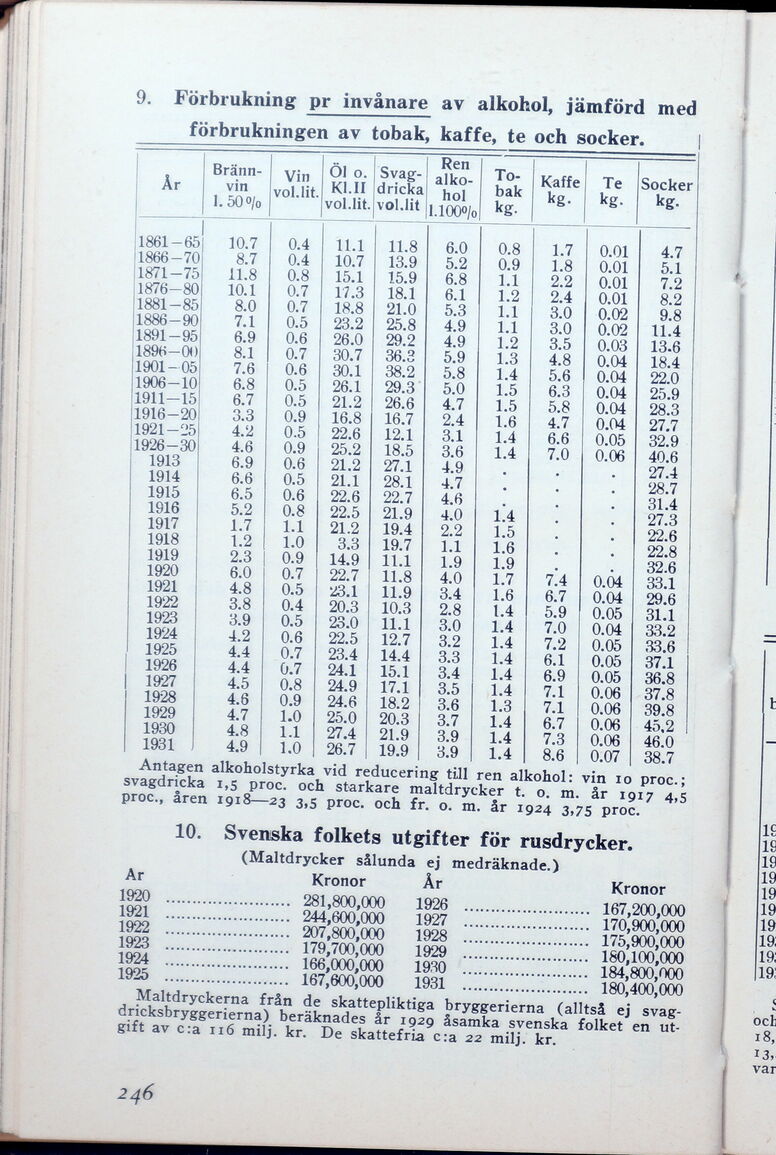 9. Förbrukning pr invånare av alkohol, jämförd med
förbrukningen av tobak, kaffe, te och socker.
År Bränn- vin l. 50 % Vin vol.lit. Öl o. Kl.II vol.lit. Svag- dricka vol.lit Ren alko- hol l.100% To- bak kg. Kaffe kg. Te kg. Socker kg.
1861—65 10.7 0.4 11.1 11.8 6.0 0.8 1.7 0.01 4.7
1866—70 8.7 0.4 10.7 13.9 5.2 0.9 1.8 0.01 5.1
1871—75 11.8 0.8 15.1 15.9 6.8 1.1 2.2 0.01 7.2
1876—80 10.1 0.7 17.3 18.1 6.1 1.2 2.4 0.01 8.2
1881—85 8.0 0.7 18.8 21.0 5.3 1.1 3.0 0.02 9.8
1886—90 7.1 0.5 23.2 25.8 4.9 1.1 3.0 0.02 11.4
1891—95 6.9 0.6 26.0 29.2 4.9 1.2 3.5 0.03 13.6
1896—00 8.1 0.7 30.7 36.3 5.9 1.3 4.8 0.04 18.4
1901—05 7.6 0.6 30.1 38.2 5.8 1.4 5.6 0.04 22.0
1906—10 6.8 0.5 26.1 29.3 5.0 1.5 6.3 0.04 25.9
1911—15 6.7 0.5 21.2 26.6 4.7 1.5 5.8 0.04 28.3
1916—20 3.3 0.9 16.8 16.7 2.4 1.6 4.7 0.04 27.7
1921—25 4.2 0.5 22.6 12.1 3.1 1.4 6.6 0.05 32.9
1926—30 4.6 0.9 25.2 18.5 3.6 1.4 7.0 0.06 40.6
1913 6.9 0.6 21.2 27.1 4.9 . . . 27.4
1914 6.6 0.5 21.1 28.1 4.7 . . . 28.7
1915 6.5 0.6 22.6 22.7 4.6 . . . 31.4
1916 5.2 0.8 22.5 21.9 4.0 1.4 . . 27.3
1917 1.7 1.1 21.2 19.4 2.2 1.5 . . 22.6
1918 1.2 1.0 3.3 19.7 1.1 1.6 . . 22.8
1919 2.3 0.9 14.9 11.1 1.9 1.9 . . 32.6
1920 6.0 0.7 22.7 11.8 4.0 1.7 7.4 0.04 33.1
1921 4.8 0.5 23.1 11.9 3.4 1.6 6.7 0.04 29.6
1922 3.8 0.4 20.3 10.3 2.8 1.4 5.9 0.05 31.1
1923 3.9 0.5 23.0 11.1 3.0 1.4 7.0 0.04 33.2
1924 4.2 0.6 22.5 12.7 3.2 1.4 7.2 0.05 33.6
1925 4.4 0.7 23.4 14.4 3.3 1.4 6.1 0.05 37.1
1926 4.4 0.7 24.1 15.1 3.4 1.4 6.9 0.05 36.8
1927 4.5 0.8 24.9 17.1 3.5 1.4 7.1 0.06 37.8
1928 4.6 0.9 24.6 18.2 3.6 1.3 7.1 0.06 39.8
1929 4.7 1.0 25.0 20.3 3.7 1.4 6.7 0.06 45.2
1930 4.8 1.1 27.4 21.9 3.9 1.4 7.3 0.06 46.0
1931 4.9 1.0 26.7 19.9 3.9 1.4 8.6 0.07 38.7
Antagen alkoholstyrka vid reducering till ren alkohol: vin 10 proc.;
svagdricka 1,5 proc. och starkare maltdrycker t. o. m. år 1917 4,5
proc., åren 1918—23 3,5 proc. och fr. o. m. år 1924 3,75 proc.
10. Svenska folkets utgifter för rusdrycker.
(Maltdrycker sålunda ej medräknade.)
År Kronor År Kronor
1920 ........................ 281,800,000 1926 ........................ 167,200,000
1921 ........................ 244,600,000 1927 ........................ 170,900,000
1922 ........................ 207,800,000 1928 ........................ 175,900,000
1923 ........................ 179,700,000 1929 ........................ 180,100,000
1924 ........................ 166,000,000 1930 ........................ 184,800,000
1925 ........................ 167,600,000 1931 ........................ 180,400,000
Maltdryckerna från de skattepliktiga bryggerierna (alltså ej svag-
dricksbryggerierna) beräknades år 1929 åsamka svenska folket en ut-
gift av c:a 116 milj. kr. De skattefria c:a 22 milj. kr.
246